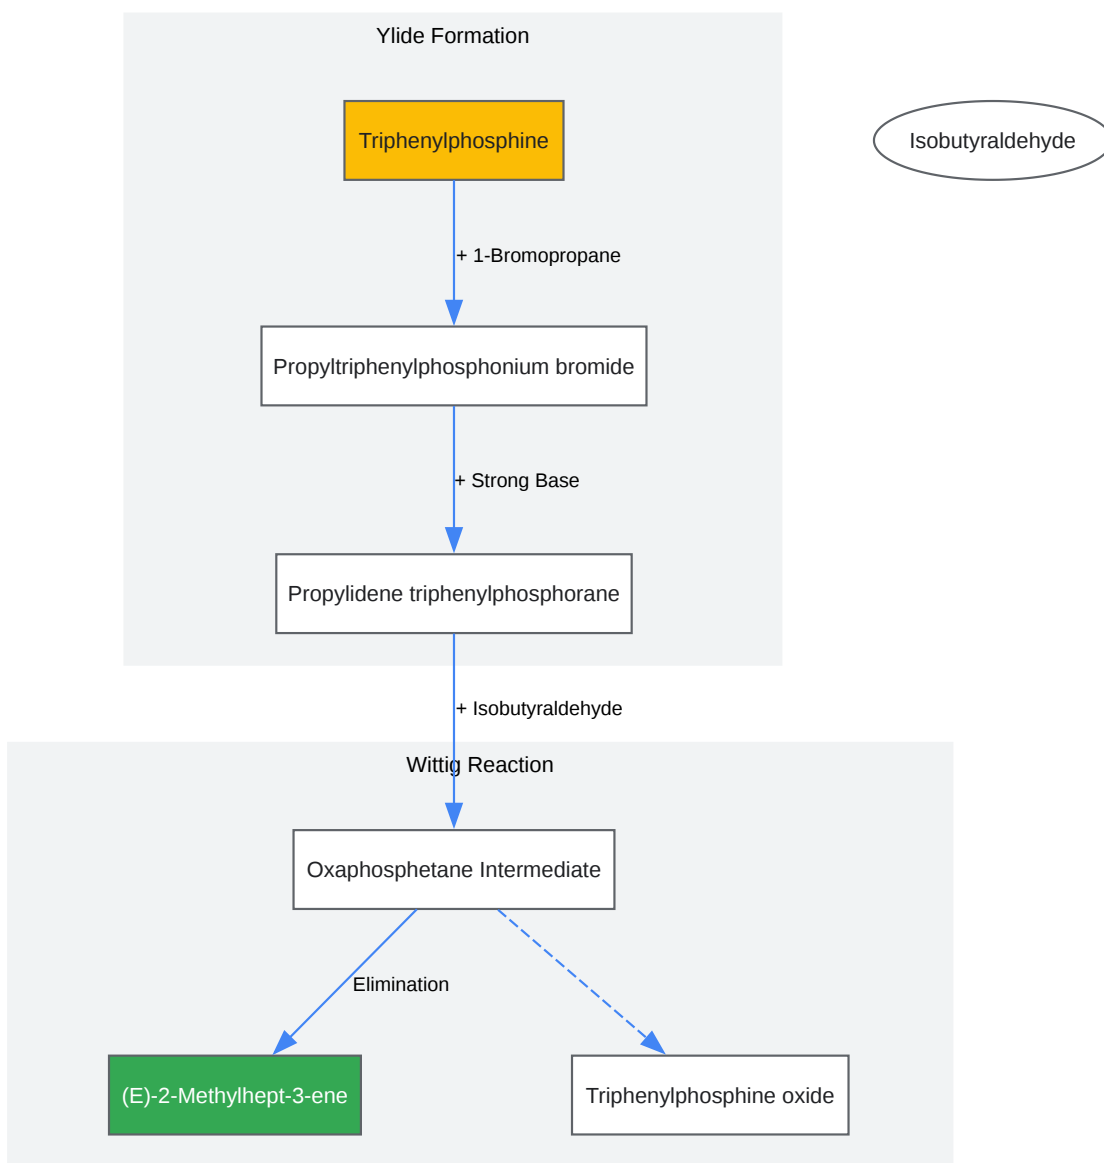 Ylide Formation
Triphenylphosphine
Isobutyraldehyde
+ 1-Bromopropane
Propyltriphenylphosphonium bromide
+ Strong Base
Propylidene triphenylphosphorane
+ Isobutyraldehyde
Wittig Reaction
Oxaphosphetane Intermediate
Elimination
(E)-2-Methylhept-3-ene
Triphenylphosphine oxide